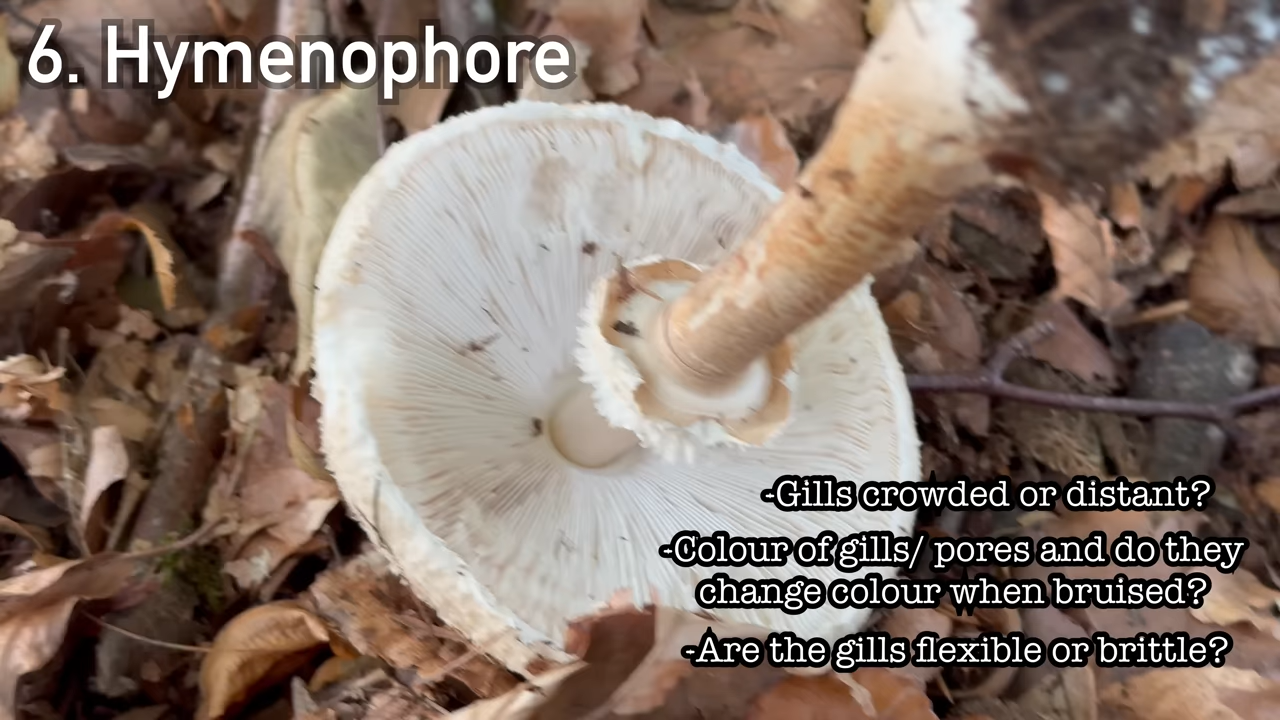 6. Hymenophore
-Gills crowded or distant?
-Colour of gills/ pores and do they
change colour when bruised?
-Are the gills flexible or brittle?